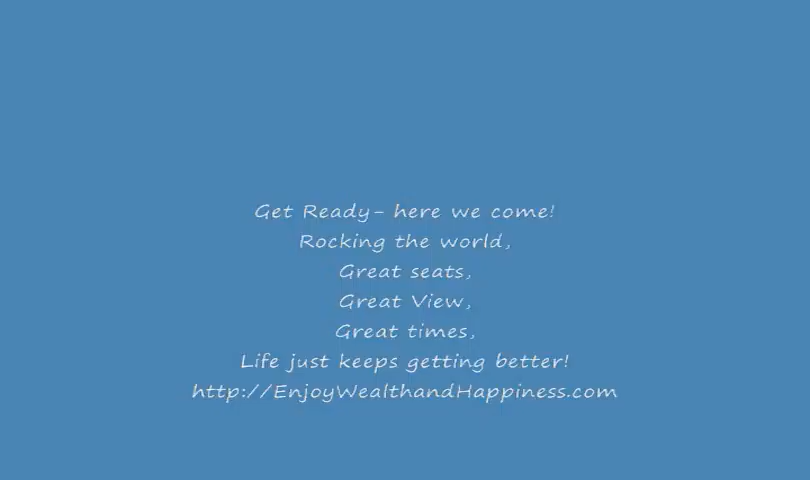 Get Ready- here we come!
Rocking the world,
Great seats,
Great View,
Great times,
Life just keeps getting better!
http://EnjoyWealthandHappiness.com